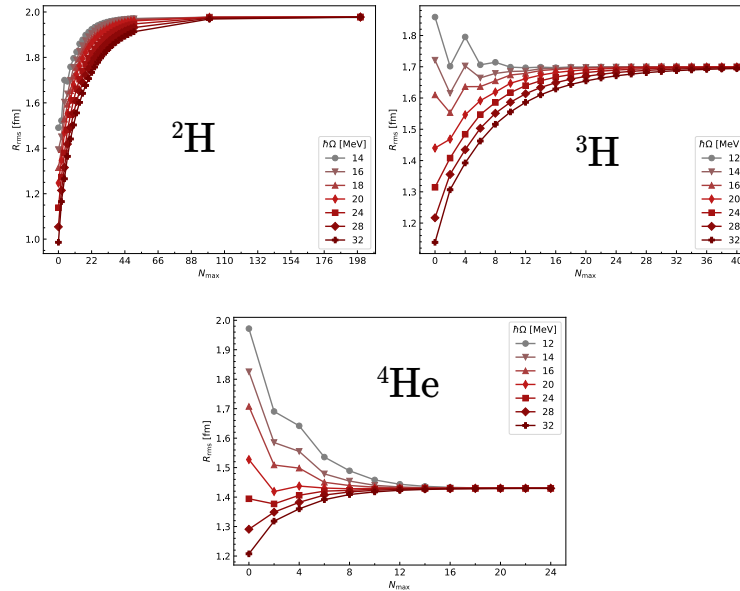 2.0
1.8
1.6
1.4
1.2
1.0
R_rms [fm]
²H
ℏΩ [MeV]
14
16
18
20
24
28
32
0 22 44 66 88 110 132 154 176 198
N_max
1.8
1.7
1.6
1.5
1.4
1.3
1.2
R_rms [fm]
³H
ℏΩ [MeV]
12
14
16
20
24
28
32
0 4 8 12 16 20 24 28 32 36 40
N_max
2.0
1.9
1.8
1.7
1.6
1.5
1.4
1.3
1.2
R_rms [fm]
⁴He
ℏΩ [MeV]
12
14
16
20
24
28
32
0 4 8 12 16 20 24
N_max